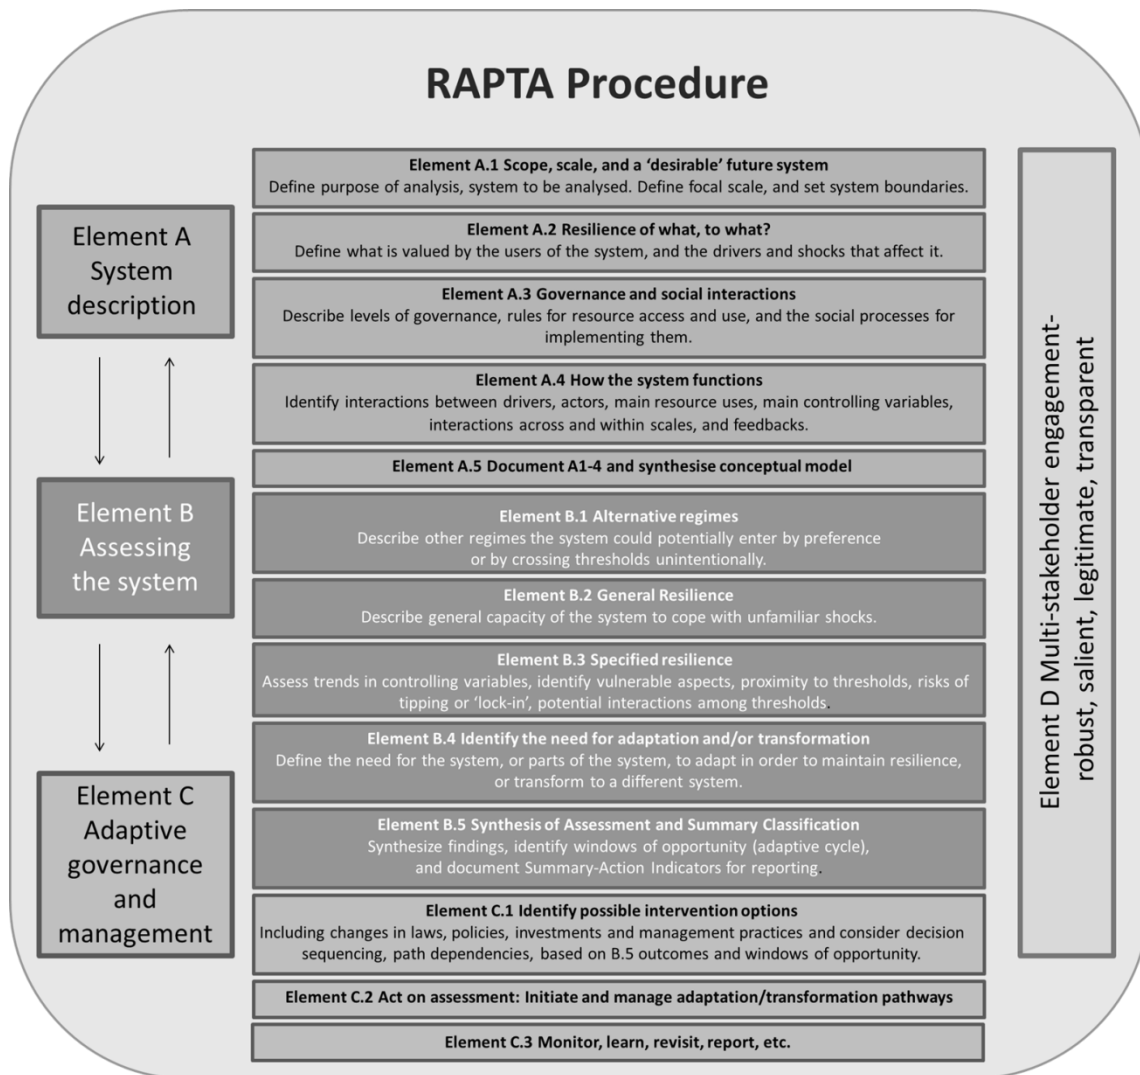 RAPTA Procedure
Element A
System
description
Element B
Assessing
the system
Element C
Adaptive
governance
and
management
Element A.1 Scope, scale, and a ‘desirable’ future system
Define purpose of analysis, system to be analysed. Define focal scale, and set system boundaries.
Element A.2 Resilience of what, to what?
Define what is valued by the users of the system, and the drivers and shocks that affect it.
Element A.3 Governance and social interactions
Describe levels of governance, rules for resource access and use, and the social processes for
implementing them.
Element A.4 How the system functions
Identify interactions between drivers, actors, main resource uses, main controlling variables,
interactions across and within scales, and feedbacks.
Element A.5 Document A1-4 and synthesise conceptual model
Element B.1 Alternative regimes
Describe other regimes the system could potentially enter by preference
or by crossing thresholds unintentionally.
Element B.2 General Resilience
Describe general capacity of the system to cope with unfamiliar shocks.
Element B.3 Specified resilience
Assess trends in controlling variables, identify vulnerable aspects, proximity to thresholds, risks of
tipping or ‘lock-in’, potential interactions among thresholds.
Element B.4 Identify the need for adaptation and/or transformation
Define the need for the system, or parts of the system, to adapt in order to maintain resilience,
or transform to a different system.
Element B.5 Synthesis of Assessment and Summary Classification
Synthesize findings, identify windows of opportunity (adaptive cycle),
and document Summary-Action Indicators for reporting.
Element C.1 Identify possible intervention options
Including changes in laws, policies, investments and management practices and consider decision
sequencing, path dependencies, based on B.5 outcomes and windows of opportunity.
Element C.2 Act on assessment: Initiate and manage adaptation/transformation pathways
Element C.3 Monitor, learn, revisit, report, etc.
Element D Multi-stakeholder engagement-
robust, salient, legitimate, transparent